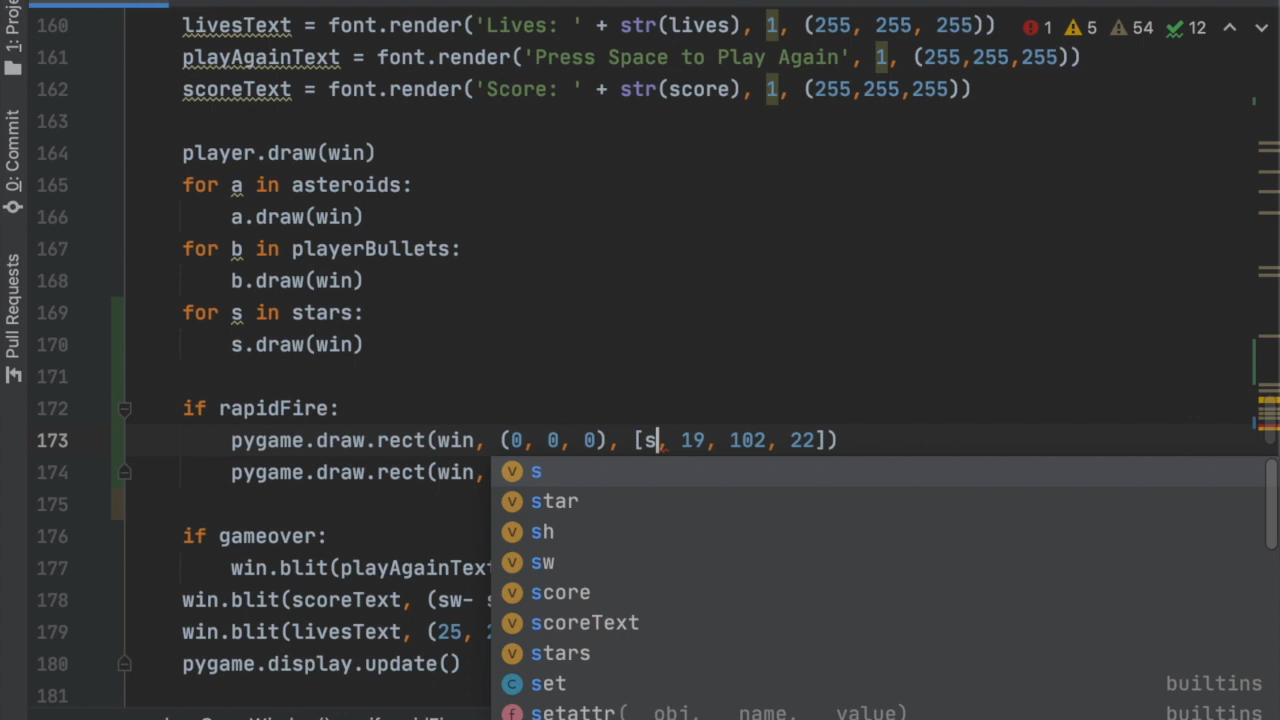 160 livesText = font.render('Lives: ' + str(lives), 1, (255, 255, 255)) 1 5 54 12
161 playAgainText = font.render('Press Space to Play Again', 1, (255,255,255))
162 scoreText = font.render('Score: ' + str(score), 1, (255,255,255))
163
164 player.draw(win)
165 for a in asteroids:
166 a.draw(win)
167 for b in playerBullets:
168 b.draw(win)
169 for s in stars:
170 s.draw(win)
171
172 if rapidFire:
173 pygame.draw.rect(win, (0, 0, 0), [s, 19, 102, 22])
174 pygame.draw.rect(win,
175
176 if gameover:
177 win.blit(playAgainText
178 win.blit(scoreText, (sw-
179 win.blit(livesText, (25,
180 pygame.display.update()
181
s
star
sh
sw
score
scoreText
stars
set builtins
setattr( obj, name, value) builtins
1: Proje
0: Commit
Pull Requests